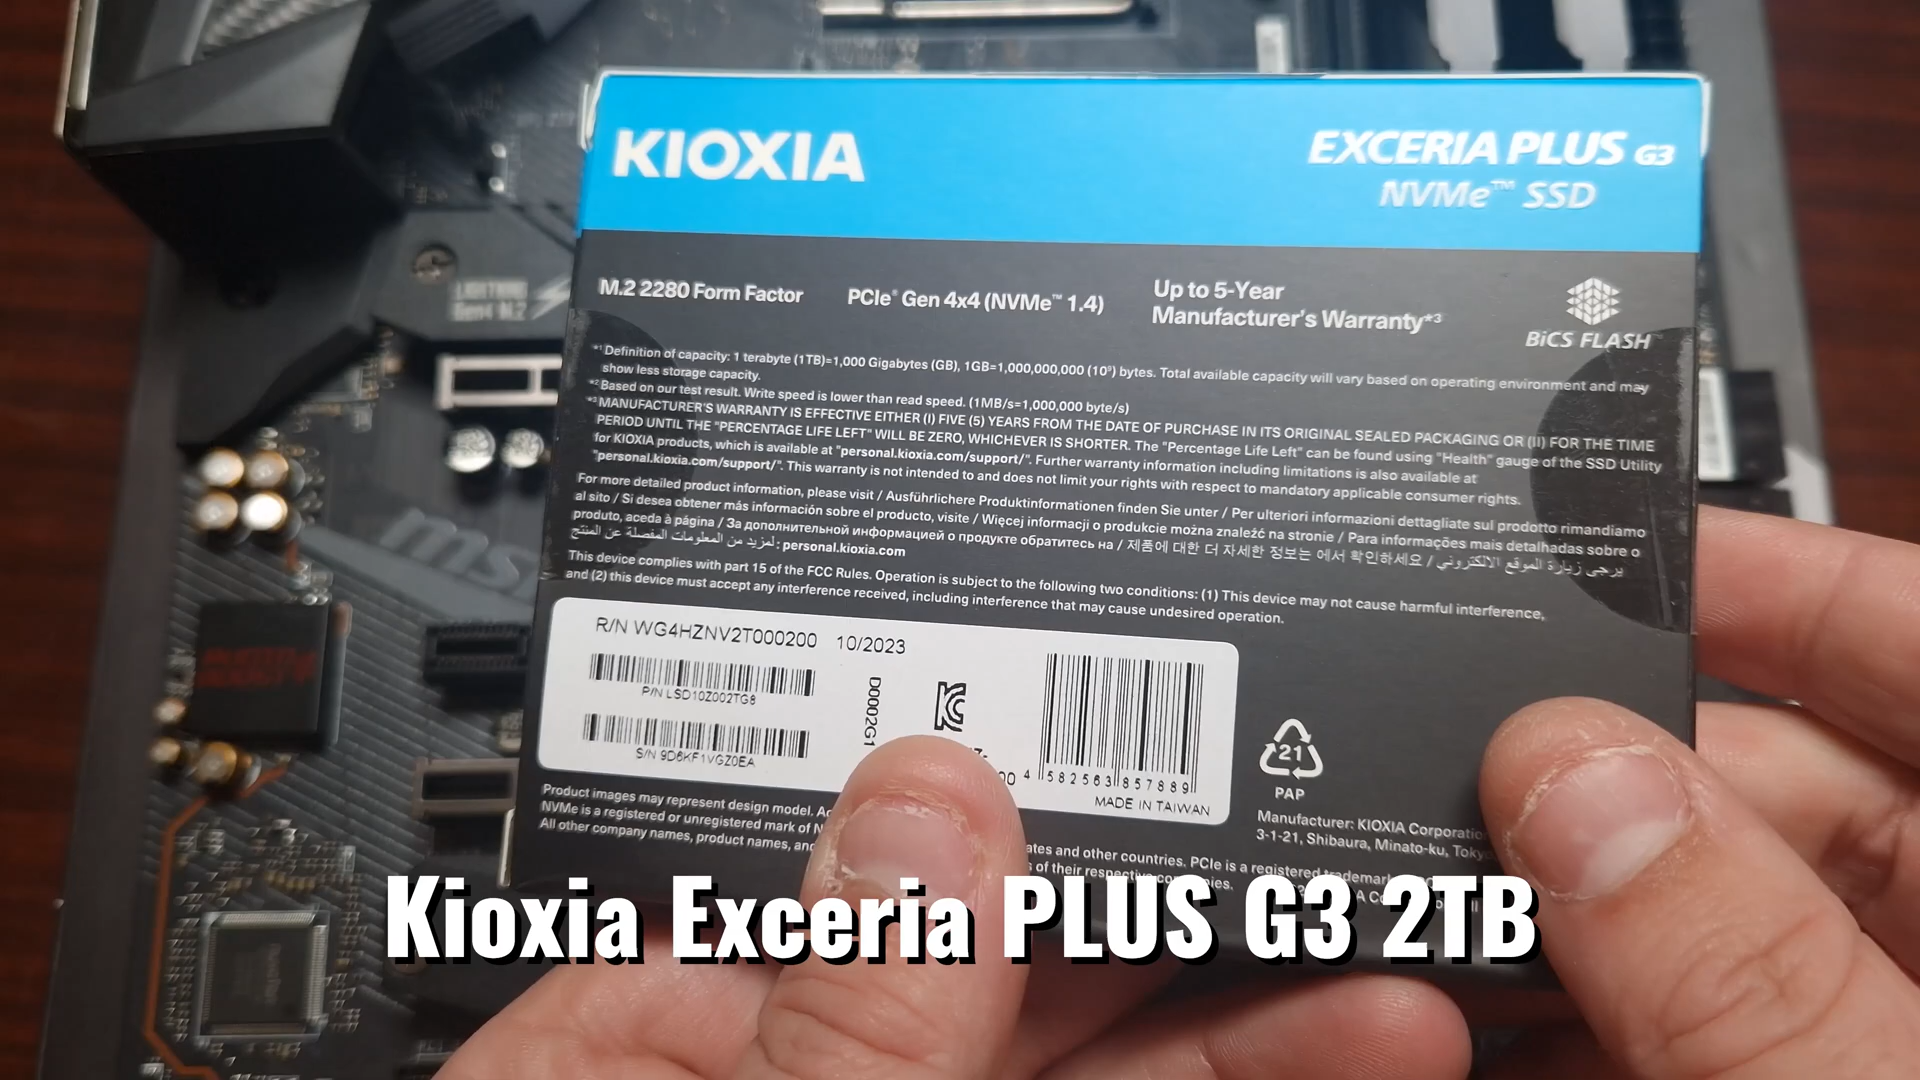 KIOXIA
EXCERIA PLUS G3
NVMe™ SSD
M.2 2280 Form Factor
PCIe® Gen 4x4 (NVMe™ 1.4)
Up to 5-Year
Manufacturer's Warranty*3
BiCS FLASH
*1 Definition of capacity: 1 terabyte (1TB)=1,000 Gigabytes (GB), 1GB=1,000,000,000 (10⁹) bytes. Total available capacity will vary based on operating environment and may
show less storage capacity.
*2 Based on our test result. Write speed is lower than read speed. (1MB/s=1,000,000 byte/s)
*3 MANUFACTURER'S WARRANTY IS EFFECTIVE EITHER (I) FIVE (5) YEARS FROM THE DATE OF PURCHASE IN ITS ORIGINAL SEALED PACKAGING OR (II) FOR THE TIME
PERIOD UNTIL THE "PERCENTAGE LIFE LEFT" WILL BE ZERO, WHICHEVER IS SHORTER. The "Percentage Life Left" can be found using "Health" gauge of the SSD Utility
for KIOXIA products, which is available at "personal.kioxia.com/support/". Further warranty information including limitations is also available at
"personal.kioxia.com/support/". This warranty is not intended to and does not limit your rights with respect to mandatory applicable consumer rights.
For more detailed product information, please visit / Ausführlichere Produktinformationen finden Sie unter / Per ulteriori informazioni dettagliate sul prodotto rimandiamo
al sito / Si desea obtener más información sobre el producto, visite / Więcej informacji o produkcie można znaleźć na stronie / Para informações mais detalhadas sobre o
produto, aceda à página / За дополнительной информацией о продукте обратитесь на / 제품에 대한 더 자세한 정보는 에서 확인하세요 / يرجى زيارة الموقع الالكتروني
لمزيد من المعلومات المفصلة عن المنتج : personal.kioxia.com
This device complies with part 15 of the FCC Rules. Operation is subject to the following two conditions: (1) This device may not cause harmful interference,
and (2) this device must accept any interference received, including interference that may cause undesired operation.
R/N WG4HZNV2T000200 10/2023
P/N LSD10Z002TG8
S/N 9D6KF1VGZ0EA
D0002G1
4 582563 857889
MADE IN TAIWAN
21
PAP
Product images may represent design model.
NVMe is a registered or unregistered mark of
All other company names, product names,
and other countries. PCIe is a registered
of their respective
Manufacturer: KIOXIA
3-1-21, Shibaura, Minato-ku,
msi
LIGHTNING
Gen4 M.2
Kioxia Exceria PLUS G3 2TB